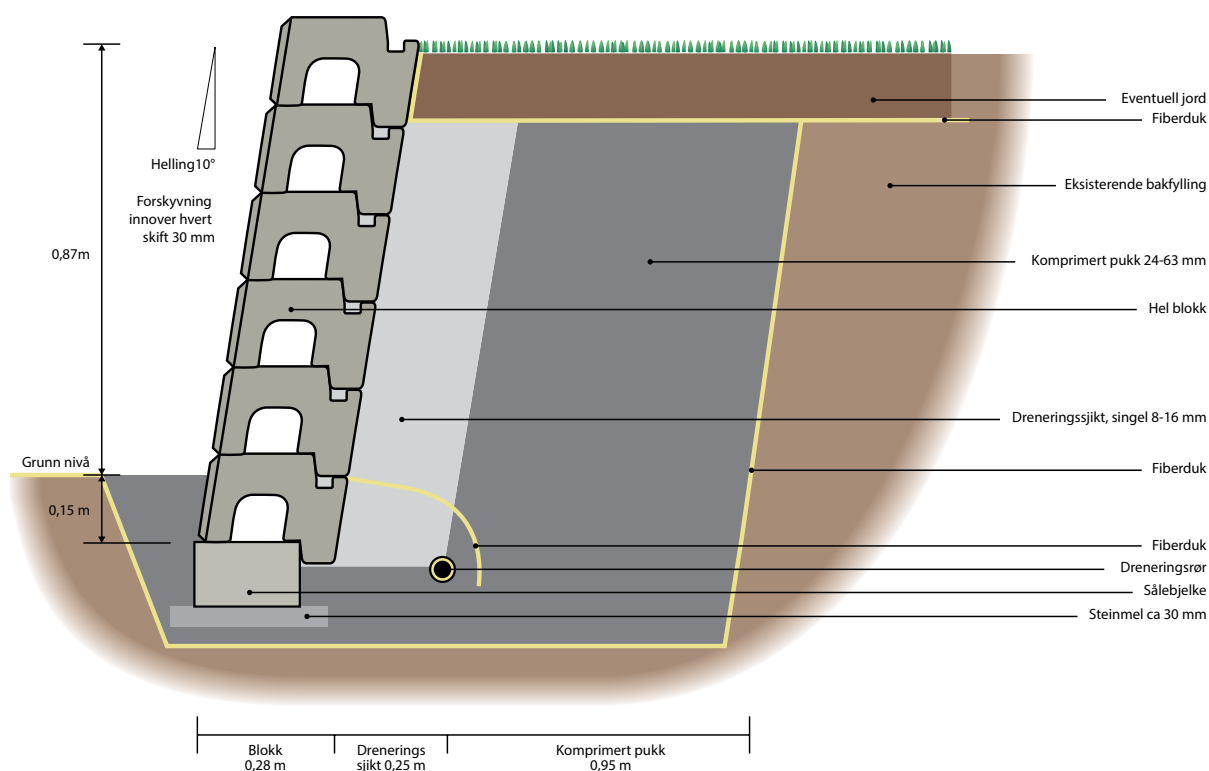 Helling10°
Forskyvning
innover hvert
skift 30 mm
0,87m
Grunn nivå
0,15 m
Eventuell jord
Fiberduk
Eksisterende bakfylling
Komprimert pukk 24-63 mm
Hel blokk
Dreneringssjikt, singel 8-16 mm
Fiberduk
Fiberduk
Dreneringsrør
Sålebjelke
Steinmel ca 30 mm
Blokk
0,28 m
Drenerings
sjikt 0,25 m
Komprimert pukk
0,95 m